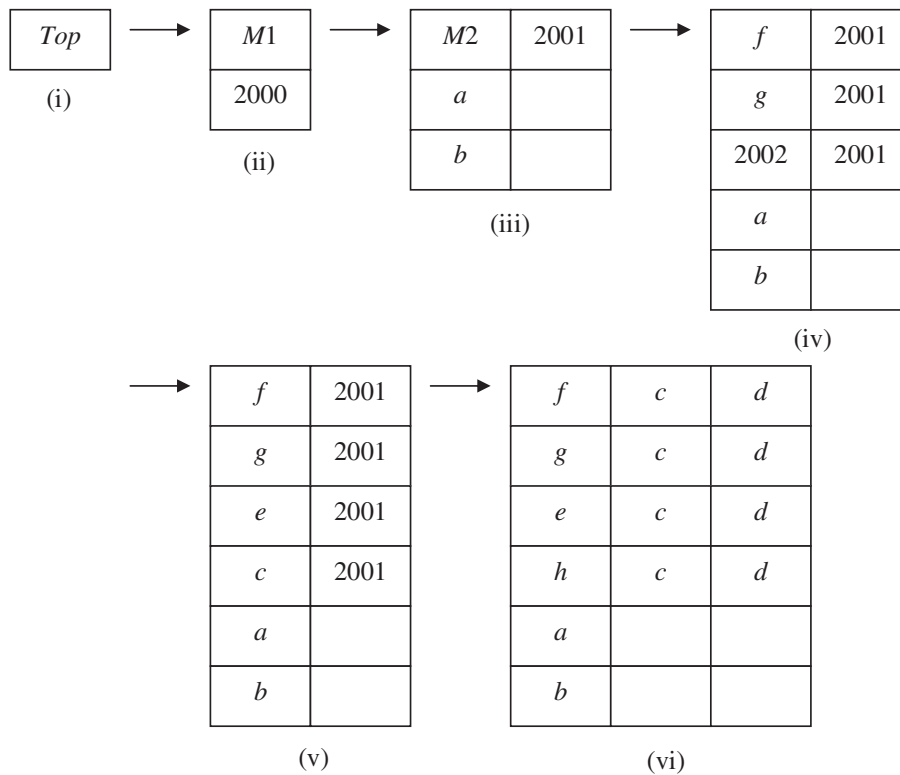 Top
(i)
M1
2000
(ii)
M2 2001
a
b
(iii)
f 2001
g 2001
2002 2001
a
b
(iv)
f 2001
g 2001
e 2001
c 2001
a
b
(v)
f c d
g c d
e c d
h c d
a
b
(vi)